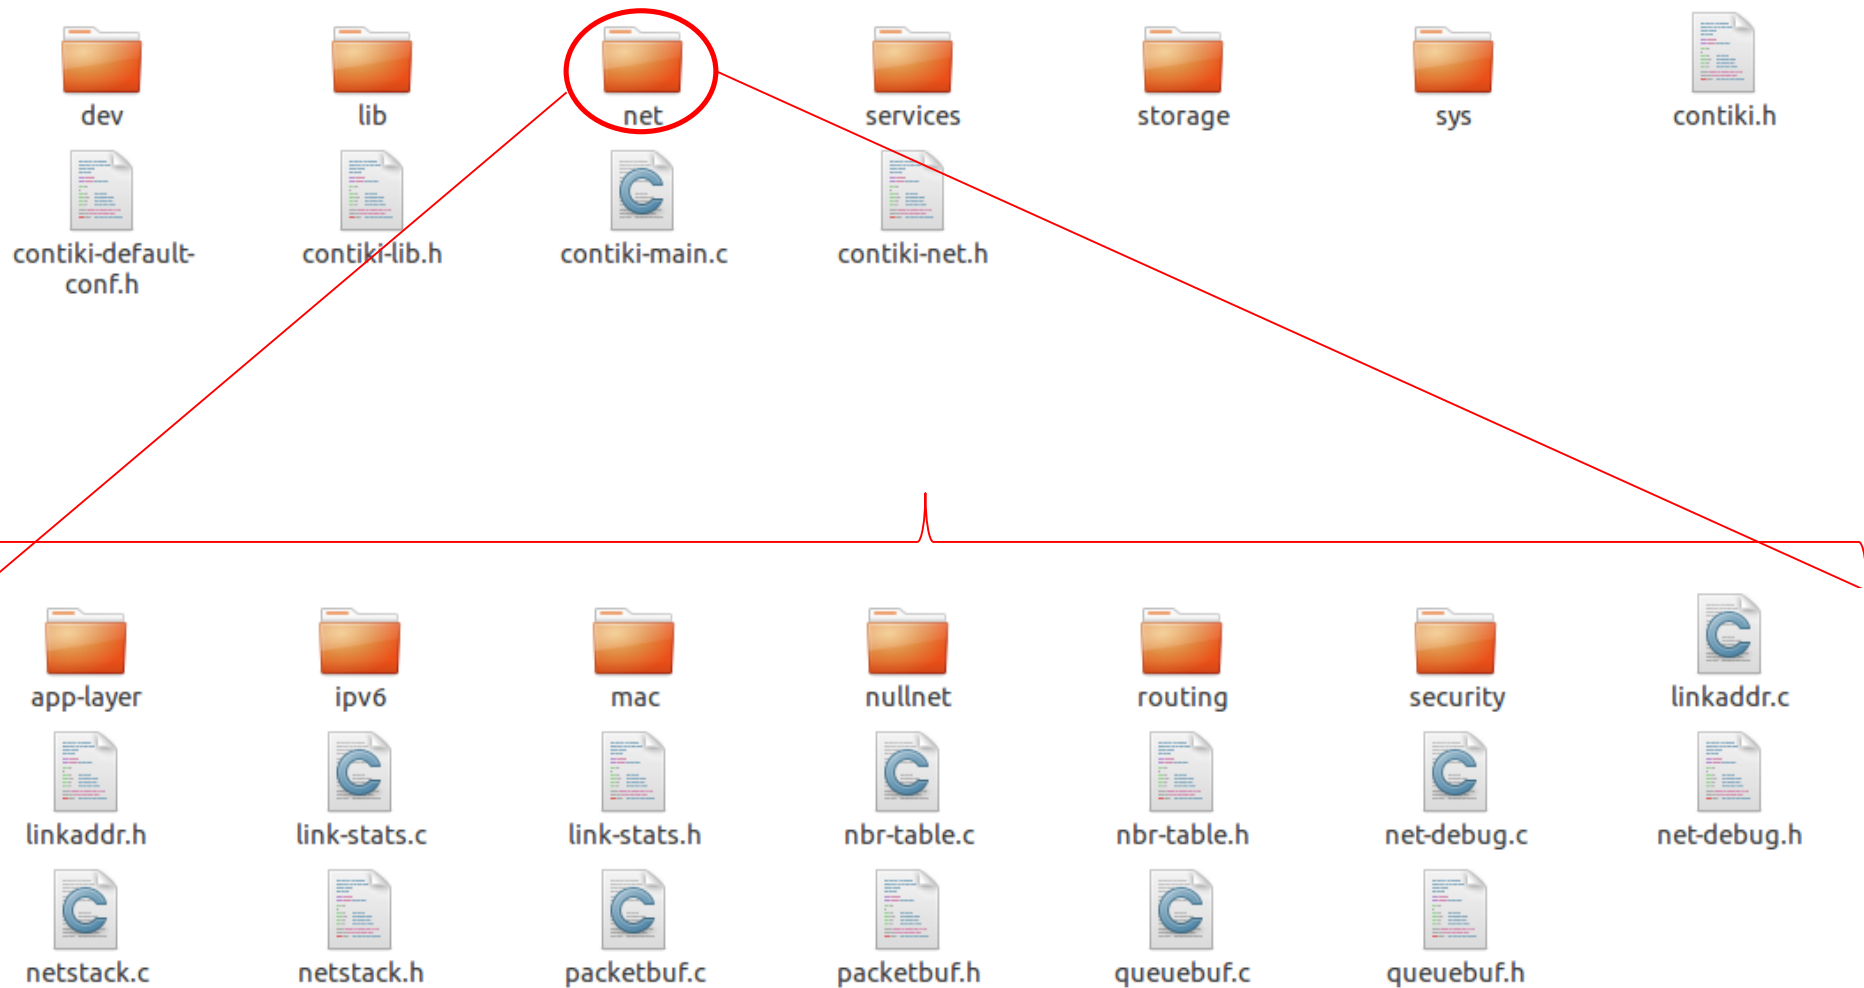 dev
lib
net
services
storage
sys
contiki.h
contiki-default-
conf.h
contiki-lib.h
contiki-main.c
contiki-net.h
app-layer
ipv6
mac
nullnet
routing
security
linkaddr.c
linkaddr.h
link-stats.c
link-stats.h
nbr-table.c
nbr-table.h
net-debug.c
net-debug.h
netstack.c
netstack.h
packetbuf.c
packetbuf.h
queuebuf.c
queuebuf.h